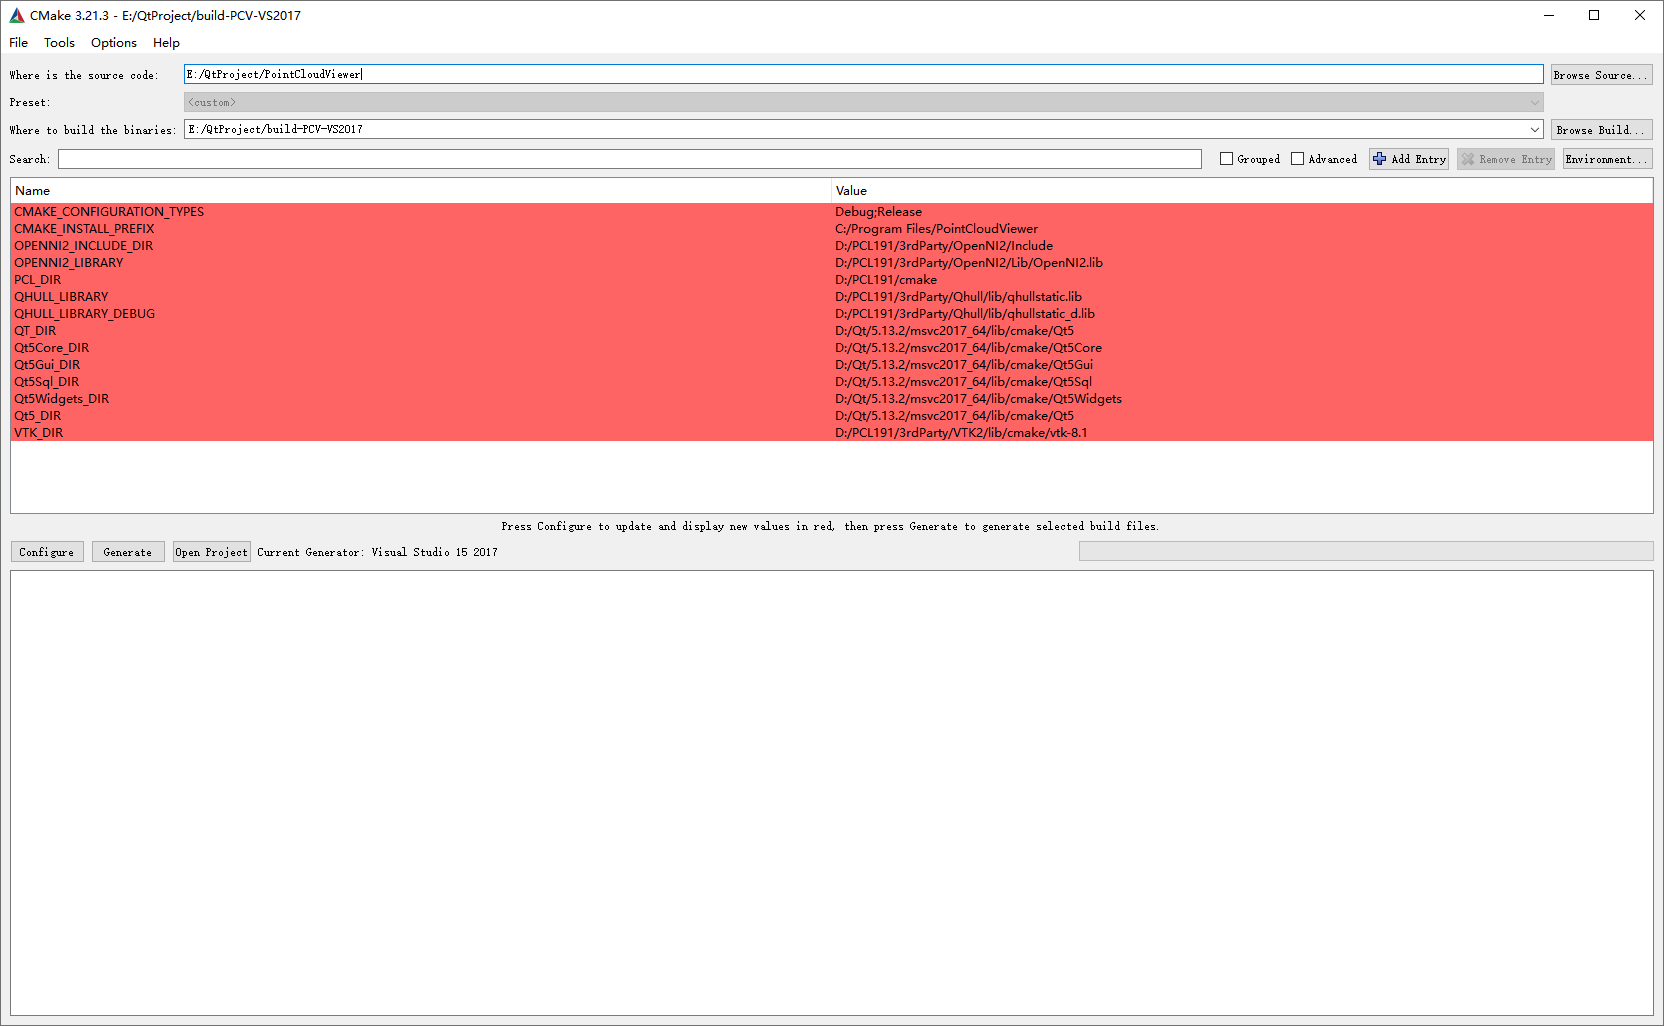 CMake 3.21.3 - E:/QtProject/build-PCV-VS2017
File Tools Options Help
Where is the source code: E:/QtProject/PointCloudViewer Browse Source...
Preset: <custom>
Where to build the binaries: E:/QtProject/build-PCV-VS2017 Browse Build...
Search: Grouped Advanced Add Entry Remove Entry Environment...
Name Value
CMAKE_CONFIGURATION_TYPES Debug;Release
CMAKE_INSTALL_PREFIX C:/Program Files/PointCloudViewer
OPENNI2_INCLUDE_DIR D:/PCL191/3rdParty/OpenNI2/Include
OPENNI2_LIBRARY D:/PCL191/3rdParty/OpenNI2/Lib/OpenNI2.lib
PCL_DIR D:/PCL191/cmake
QHULL_LIBRARY D:/PCL191/3rdParty/Qhull/lib/qhullstatic.lib
QHULL_LIBRARY_DEBUG D:/PCL191/3rdParty/Qhull/lib/qhullstatic_d.lib
QT_DIR D:/Qt/5.13.2/msvc2017_64/lib/cmake/Qt5
Qt5Core_DIR D:/Qt/5.13.2/msvc2017_64/lib/cmake/Qt5Core
Qt5Gui_DIR D:/Qt/5.13.2/msvc2017_64/lib/cmake/Qt5Gui
Qt5Sql_DIR D:/Qt/5.13.2/msvc2017_64/lib/cmake/Qt5Sql
Qt5Widgets_DIR D:/Qt/5.13.2/msvc2017_64/lib/cmake/Qt5Widgets
Qt5_DIR D:/Qt/5.13.2/msvc2017_64/lib/cmake/Qt5
VTK_DIR D:/PCL191/3rdParty/VTK2/lib/cmake/vtk-8.1
Press Configure to update and display new values in red, then press Generate to generate selected build files.
Configure Generate Open Project Current Generator: Visual Studio 15 2017